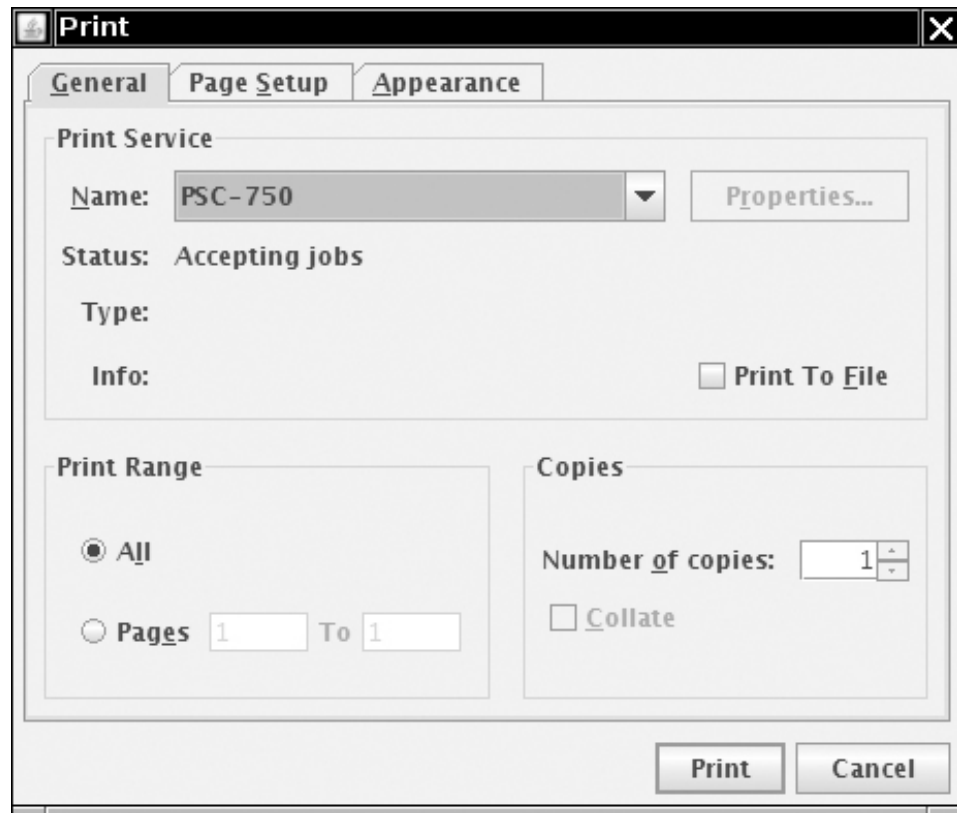 Print
General Page Setup Appearance
Print Service
Name: PSC-750 Properties...
Status: Accepting jobs
Type:
Info: Print To File
Print Range
All
Pages 1 To 1
Copies
Number of copies: 1
Collate
Print Cancel